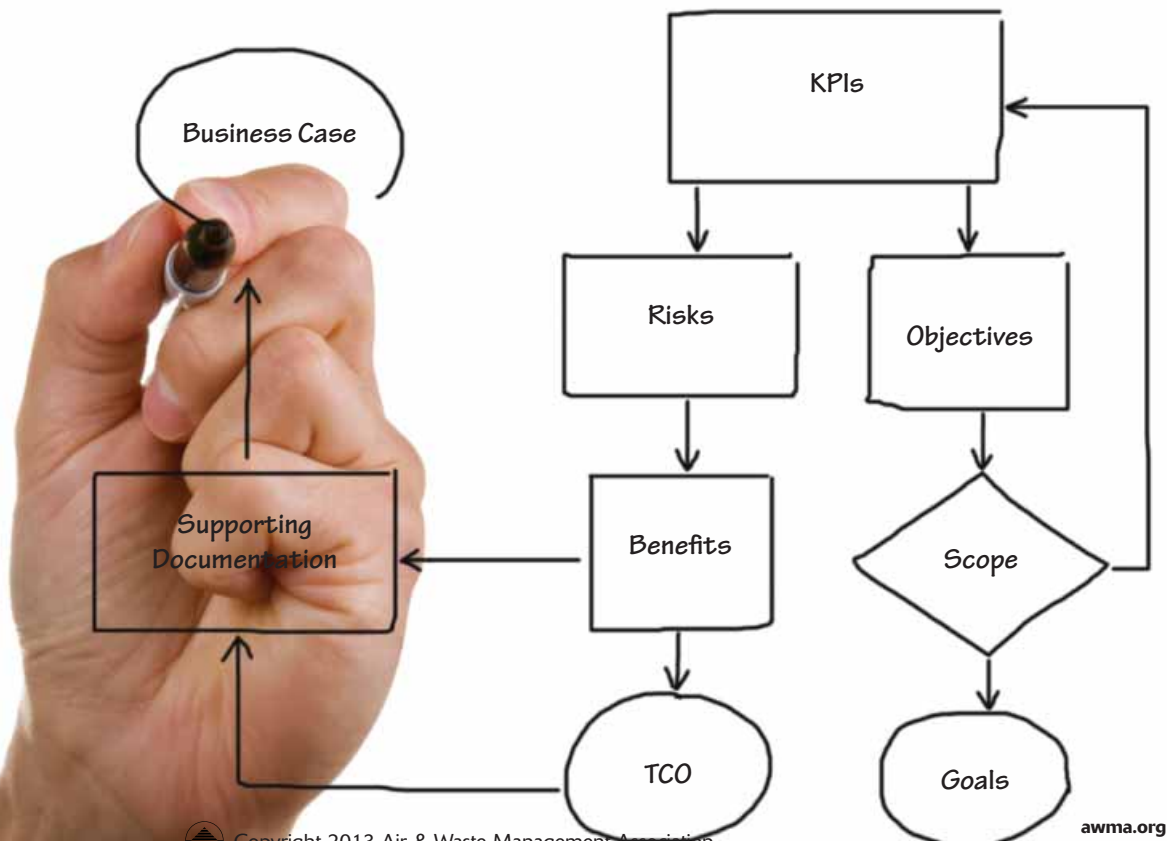 KPIs
Business Case
Risks
Objectives
Supporting
Documentation
Benefits
Scope
TCO
Goals
Copyright 2013 Air & Waste Management Association
awma.org